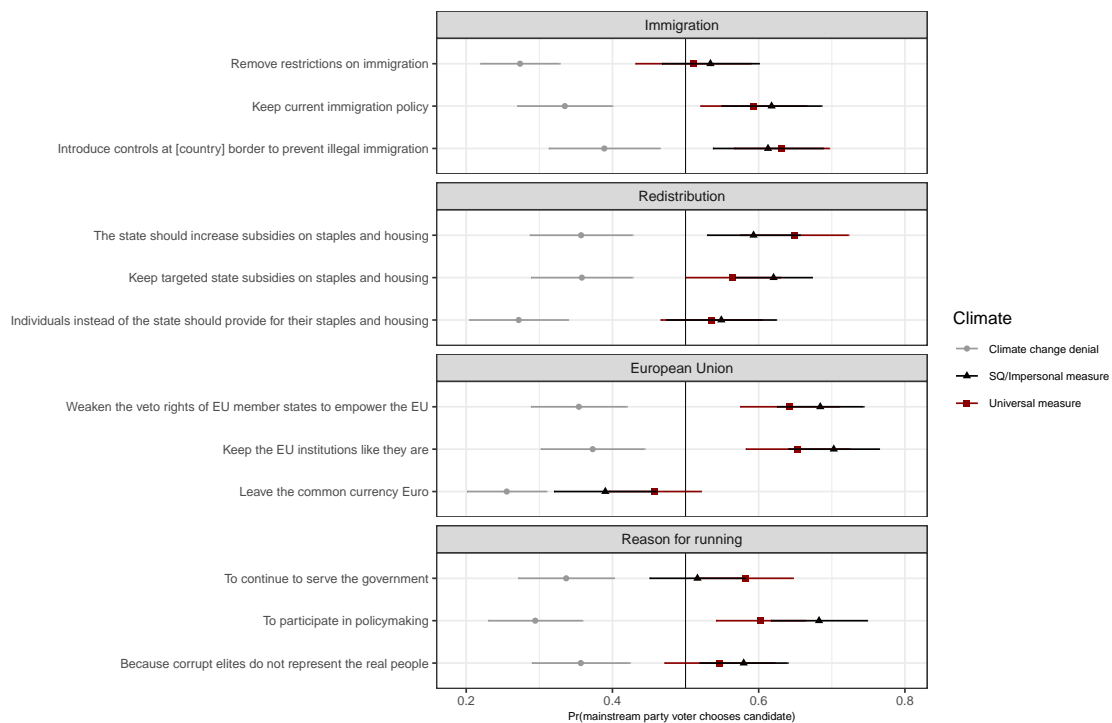 Immigration
Remove restrictions on immigration
Keep current immigration policy
Introduce controls at [country] border to prevent illegal immigration
Redistribution
The state should increase subsidies on staples and housing
Keep targeted state subsidies on staples and housing
Individuals instead of the state should provide for their staples and housing
European Union
Weaken the veto rights of EU member states to empower the EU
Keep the EU institutions like they are
Leave the common currency Euro
Reason for running
To continue to serve the government
To participate in policymaking
Because corrupt elites do not represent the real people
0.2 0.4 0.6 0.8
Pr(mainstream party voter chooses candidate)
Climate
Climate change denial
SQ/Impersonal measure
Universal measure